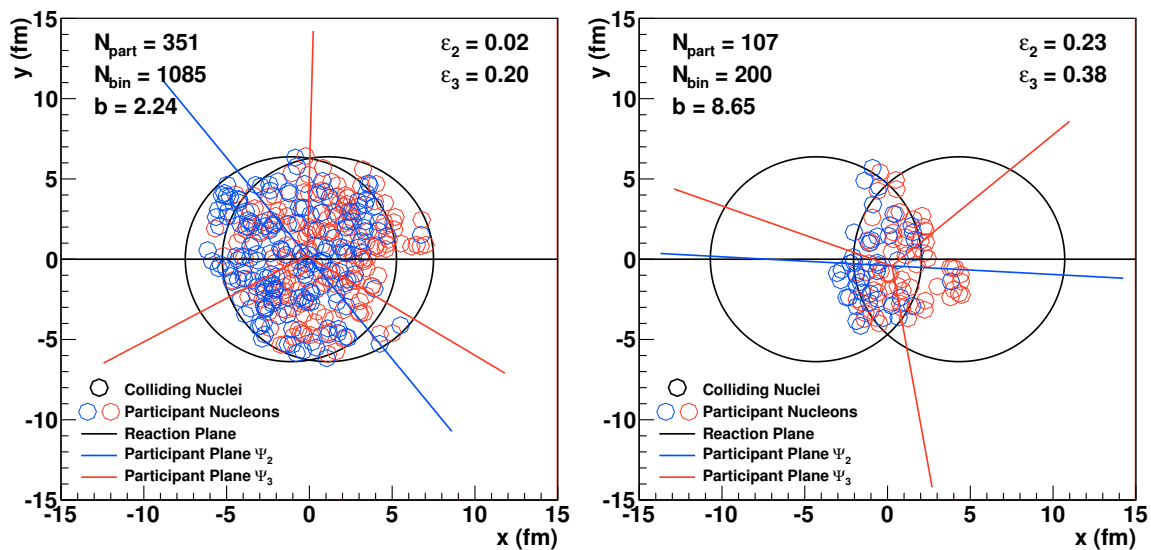 y (fm)
15
10
5
0
-5
-10
-15
N_part = 351
N_bin = 1085
b = 2.24
ε_2 = 0.02
ε_3 = 0.20
Colliding Nuclei
Participant Nucleons
Reaction Plane
Participant Plane Ψ_2
Participant Plane Ψ_3
-15 -10 -5 0 5 10 15
x (fm)
y (fm)
15
10
5
0
-5
-10
-15
N_part = 107
N_bin = 200
b = 8.65
ε_2 = 0.23
ε_3 = 0.38
Colliding Nuclei
Participant Nucleons
Reaction Plane
Participant Plane Ψ_2
Participant Plane Ψ_3
-15 -10 -5 0 5 10 15
x (fm)